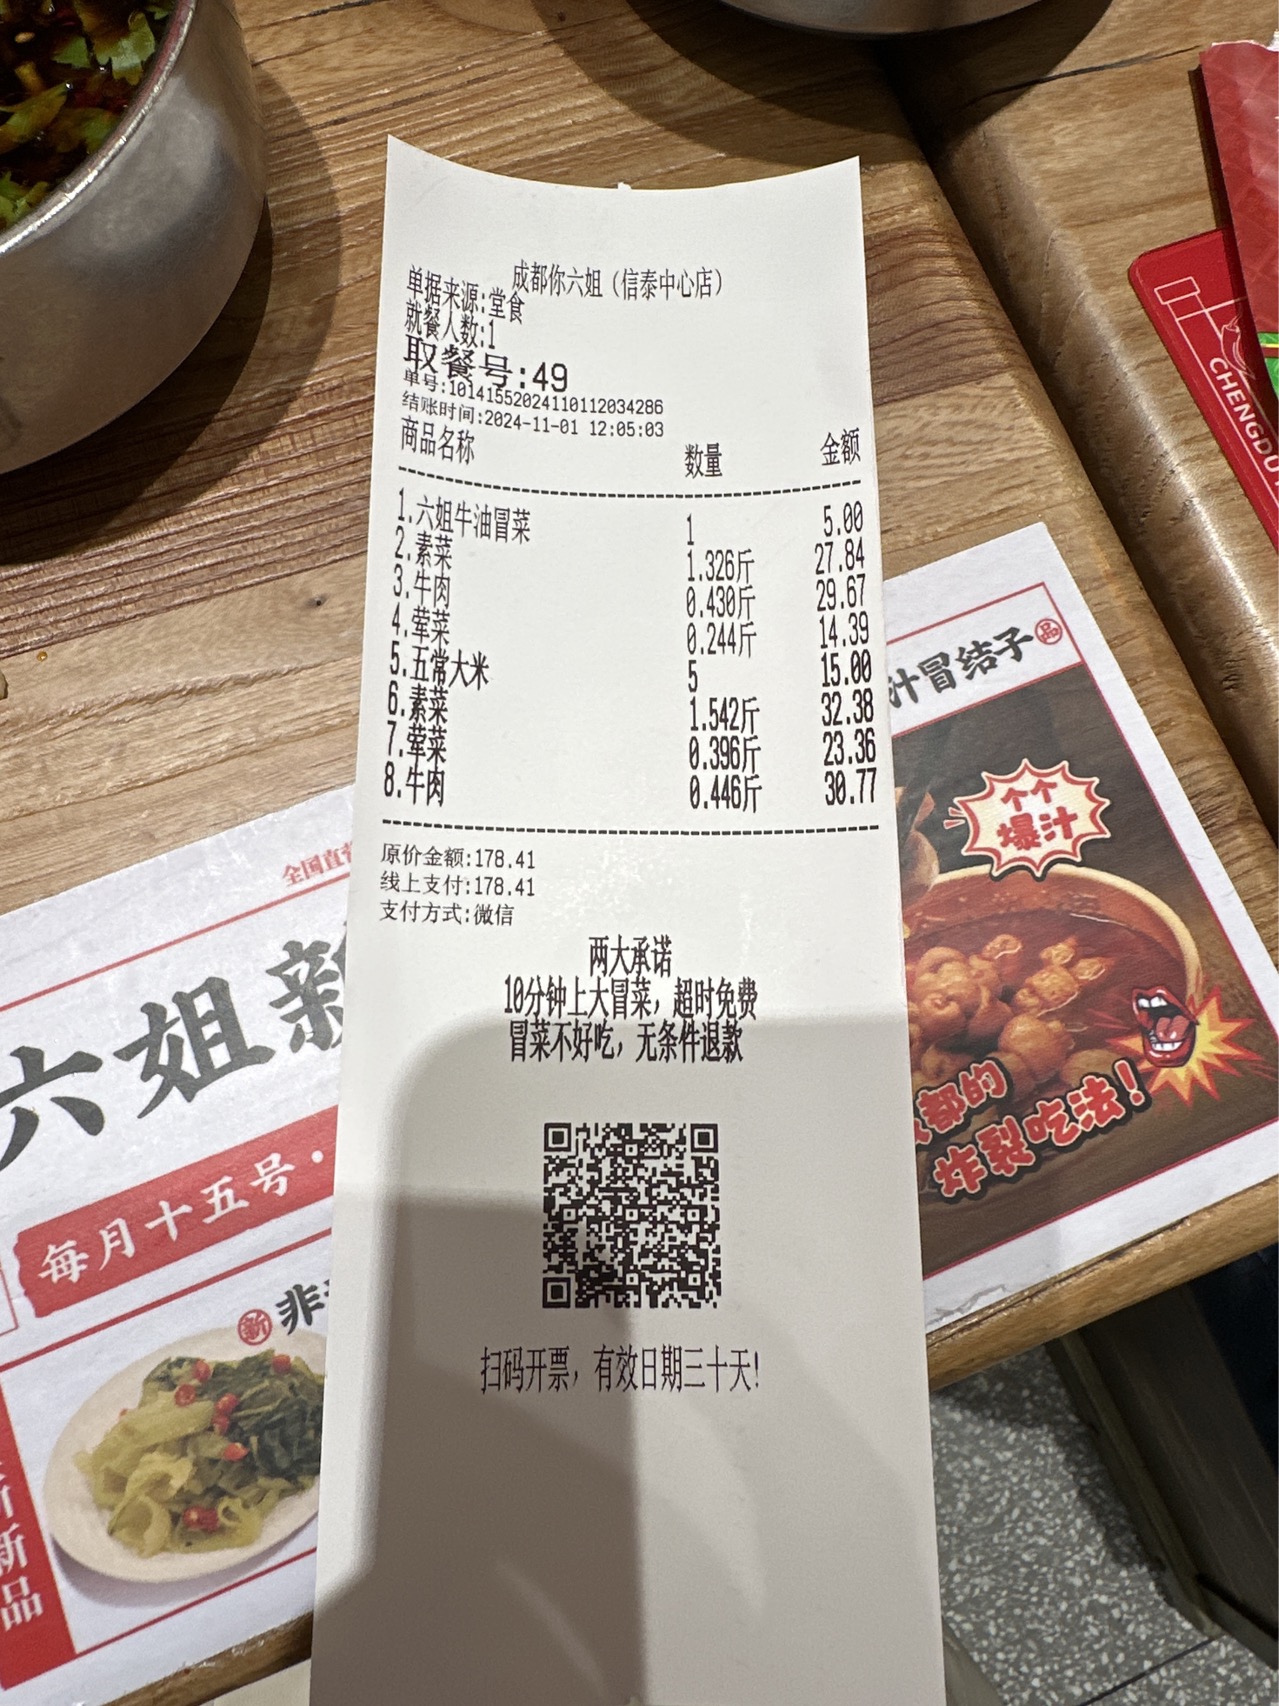 成都你六姐（信泰中心店）
单据来源:堂食
就餐人数:1
取餐号:49
单号:10141552024110112034286
结账时间:2024-11-01 12:05:03
商品名称 数量 金额
1.六姐牛油冒菜 1 5.00
2.素菜 1.326斤 27.84
3.牛肉 0.430斤 29.67
4.荤菜 0.244斤 14.39
5.五常大米 5 15.00
6.素菜 1.542斤 32.38
7.荤菜 0.396斤 23.36
8.牛肉 0.446斤 30.77
原价金额:178.41
线上支付:178.41
支付方式:微信
两大承诺
10分钟上大冒菜，超时免费
冒菜不好吃，无条件退款
扫码开票，有效日期三十天!
全国直
六姐新
每月十五号·
新 非
新
品
汁冒结子 品
个个
爆汁
都的
炸裂吃法！
CHENGDU